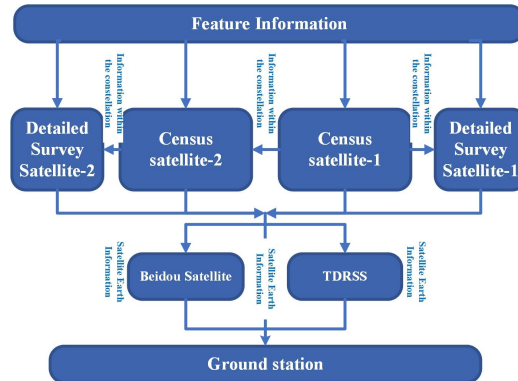 Feature Information
Information within
the constellation
Information within
the constellation
Information within
the constellation
Detailed
Survey
Satellite-2
Census
satellite-2
Census
satellite-1
Detailed
Survey
Satellite-1
Satellite Earth
Information
Beidou Satellite
Satellite Earth
Information
TDRSS
Satellite Earth
Information
Ground station